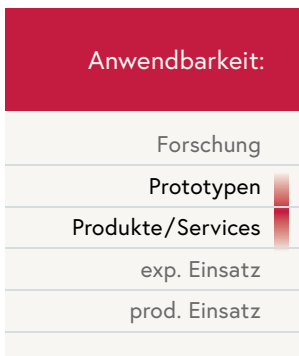 Anwendbarkeit:
Forschung
Prototypen
Produkte/Services
exp. Einsatz
prod. Einsatz